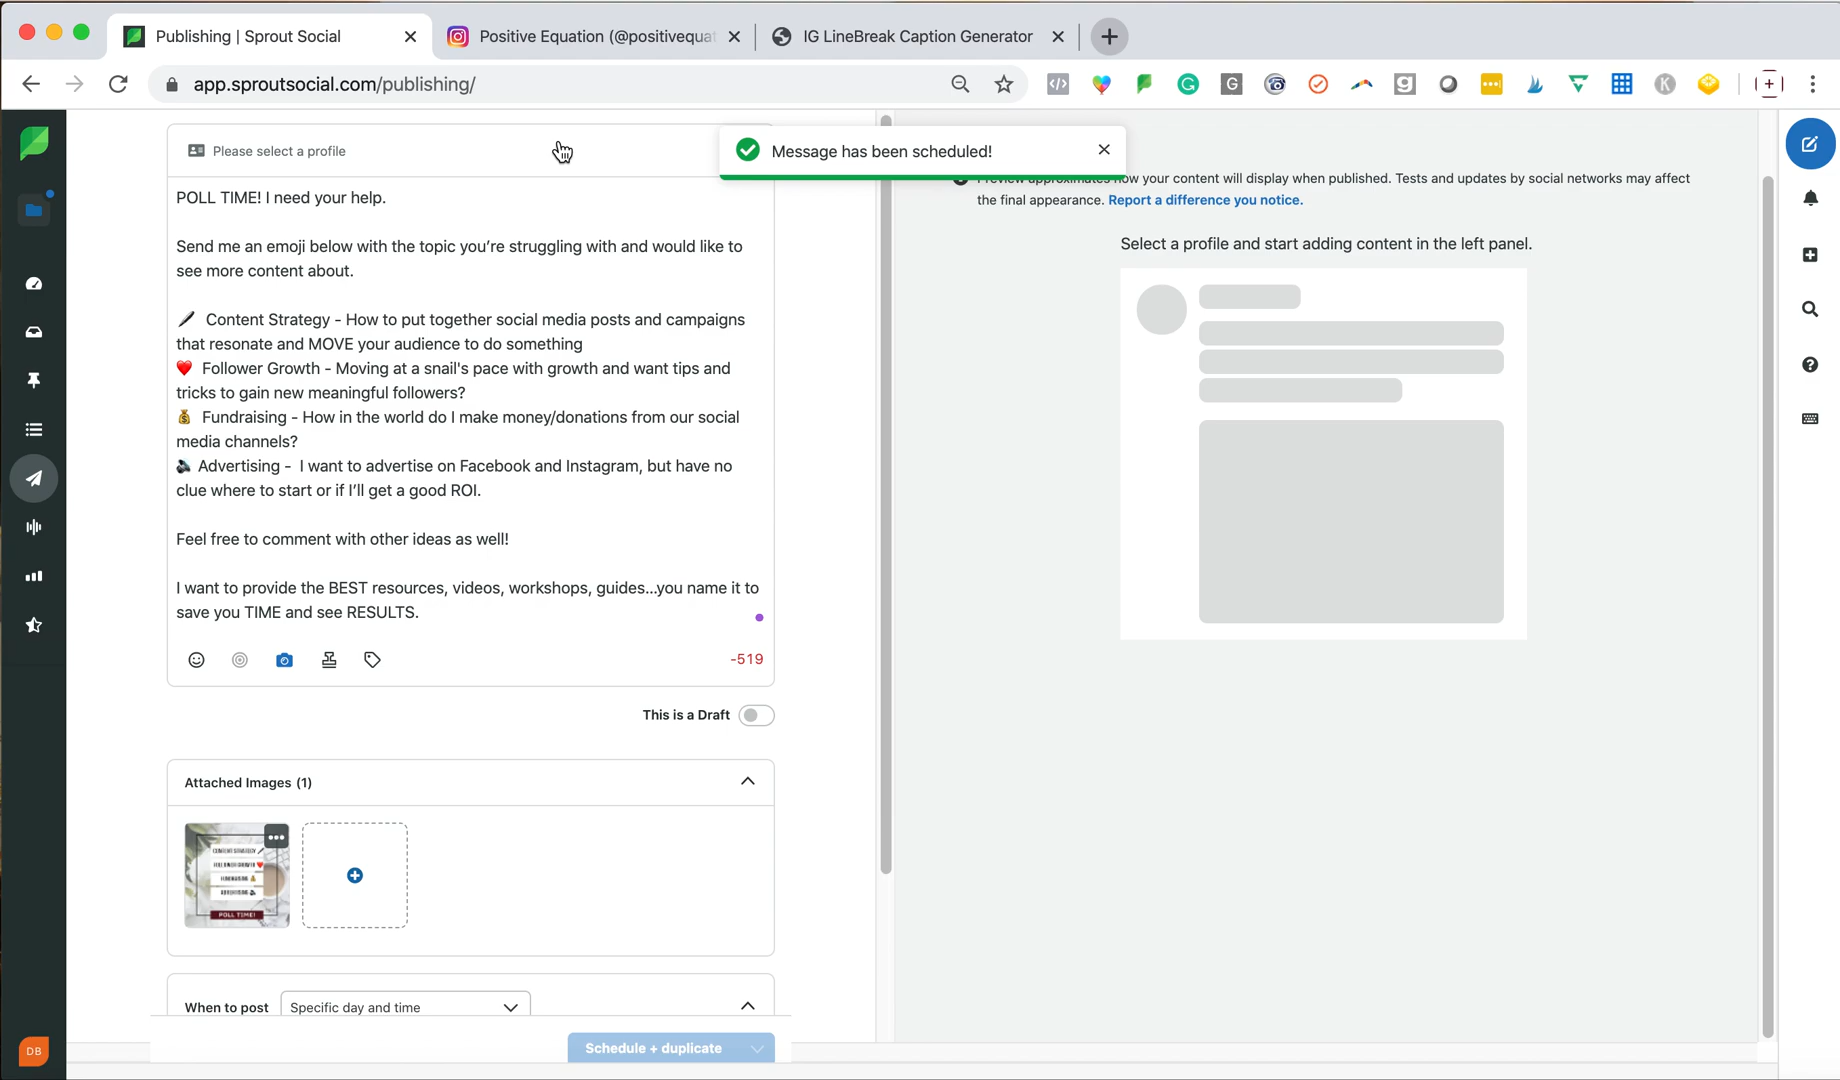 Publishing | Sprout Social
Positive Equation (@positivequat
IG LineBreak Caption Generator
app.sproutsocial.com/publishing/
Please select a profile
Message has been scheduled!
POLL TIME! I need your help.
Send me an emoji below with the topic you're struggling with and would like to
see more content about.
🖋 Content Strategy - How to put together social media posts and campaigns
that resonate and MOVE your audience to do something
❤️ Follower Growth - Moving at a snail's pace with growth and want tips and
tricks to gain new meaningful followers?
💰 Fundraising - How in the world do I make money/donations from our social
media channels?
🔊 Advertising - I want to advertise on Facebook and Instagram, but have no
clue where to start or if I'll get a good ROI.
Feel free to comment with other ideas as well!
I want to provide the BEST resources, videos, workshops, guides...you name it to
save you TIME and see RESULTS.
-519
This is a Draft
Attached Images (1)
CONTENT STRATEGY
FOLLOWER GROWTH
FUNDRAISING
ADVERTISING
POLL TIME!
When to post
Specific day and time
Schedule + duplicate
DB
Preview approximates how your content will display when published. Tests and updates by social networks may affect
the final appearance. Report a difference you notice.
Select a profile and start adding content in the left panel.